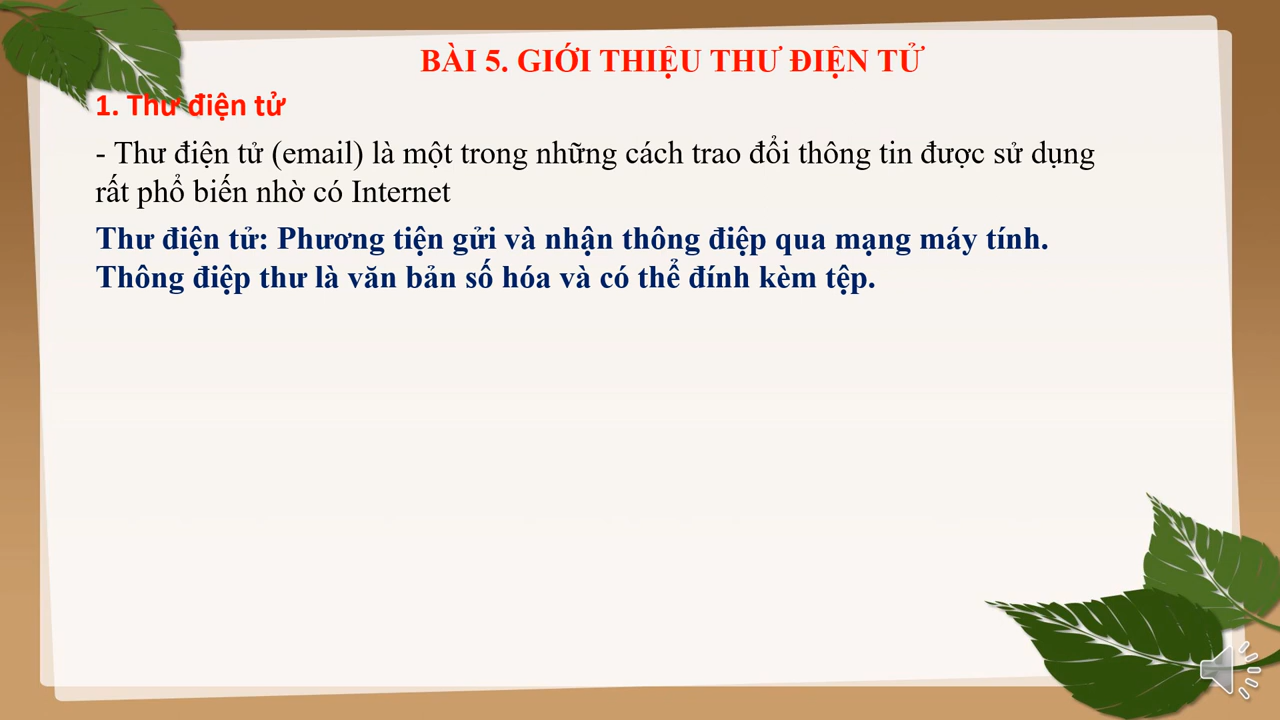 BÀI 5. GIỚI THIỆU THƯ ĐIỆN TỬ
1. Thư điện tử
- Thư điện tử (email) là một trong những cách trao đổi thông tin được sử dụng
rất phổ biến nhờ có Internet
Thư điện tử: Phương tiện gửi và nhận thông điệp qua mạng máy tính.
Thông điệp thư là văn bản số hóa và có thể đính kèm tệp.